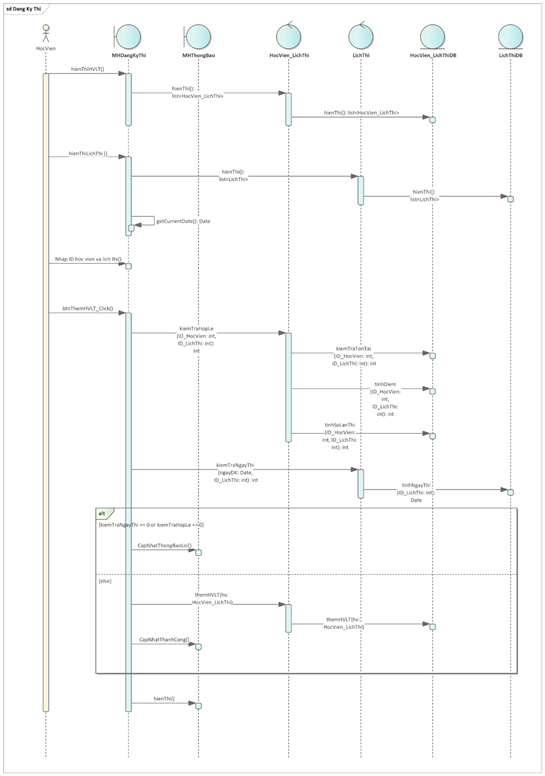 sd Dang Ky Thi
HocVien
MHDangKyThi
MHThongBao
HocVien_LichThi
LichThi
HocVien_LichThiDB
LichThiDB
hienThiHVLT()
hienThi():
list<HocVien_LichThi>
hienThi(): list<HocVien_LichThi>
hienThiLichThi ()
hienThi():
list<LichThi>
hienThi():
list<LichThi>
getCurrentDate(): Date
Nhap ID hoc vien va lich thi()
btnThemHVLT_Click()
kiemTraHopLe
(ID_HocVien: int,
ID_LichThi: int):
int
kiemTraTonTai
(ID_HocVien: int,
ID_LichThi: int): int
tinhDiem
(ID_HocVien:
int,
ID_LichThi:
int): int
tinhSoLanThi
(ID_HocVien:
int, ID_LichThi
int): int
kiemTraNgayThi
(ngayDK: Date,
ID_LichThi: int): int
tinhNgayThi
(ID_LichThi: int):
Date
alt
[kiemTraNgayThi == 0 or kiemTraHopLe == 0]
CapNhatThongBaoLoi()
[else]
themHVLT(hv:
HocVien_LichThi)
themHVLT(hv:
HocVien_LichThi)
CapNhatThanhCong()
hienThi()